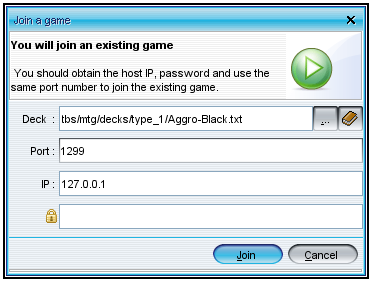 Join a game
You will join an existing game
You should obtain the host IP, password and use the
same port number to join the existing game.
Deck : tbs/mtg/decks/type_1/Aggro-Black.txt ...
Port : 1299
IP : 127.0.0.1
Join Cancel